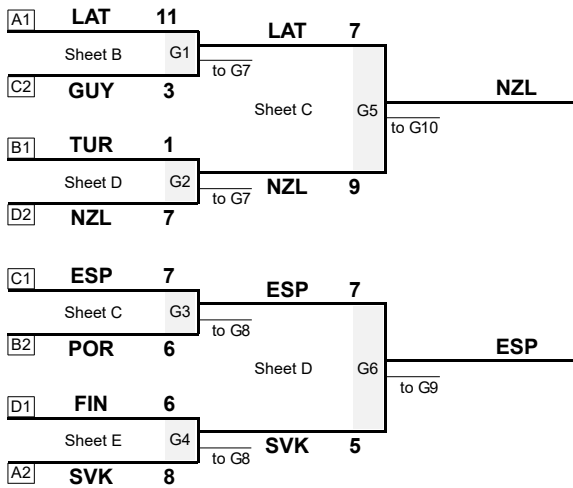 A1 LAT 11
LAT 7
Sheet B G1
to G7
C2 GUY 3
NZL
Sheet C G5
to G10
B1 TUR 1
Sheet D G2
to G7 NZL 9
D2 NZL 7
C1 ESP 7
ESP 7
Sheet C G3
to G8
B2 POR 6
ESP
Sheet D G6
to G9
D1 FIN 6
Sheet E G4
to G8 SVK 5
A2 SVK 8